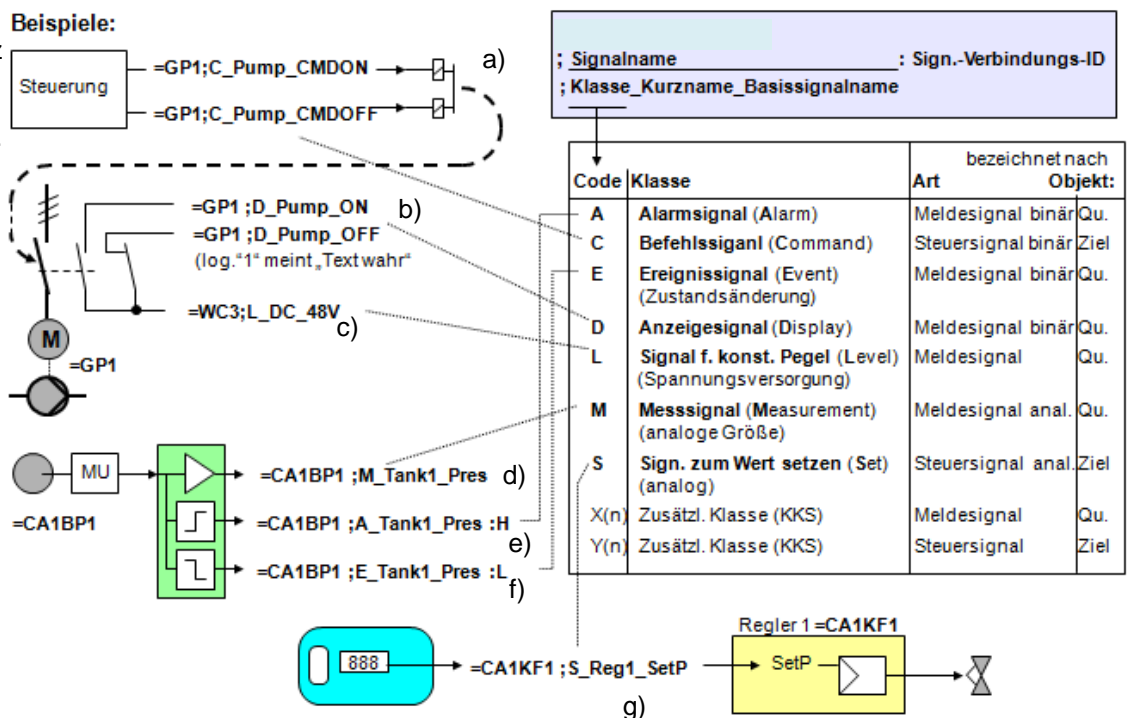 Beispiele:
Steuerung
=GP1;C_Pump_CMDON
a)
=GP1;C_Pump_CMDOFF
=GP1 ;D_Pump_ON
b)
=GP1 ;D_Pump_OFF
(log."1" meint „Text wahr“
=WC3;L_DC_48V
c)
M
=GP1
MU
=CA1BP1
=CA1BP1 ;M_Tank1_Pres
d)
=CA1BP1 ;A_Tank1_Pres :H
e)
=CA1BP1 ;E_Tank1_Pres :L
f)
888
=CA1KF1 ;S_Reg1_SetP
g)
Regler 1 =CA1KF1
SetP
; Signalname : Sign.-Verbindungs-ID
; Klasse_Kurzname_Basissignalname
bezeichnet nach
Code Klasse Art Objekt:
A Alarmsignal (Alarm) Meldesignal binär Qu.
C Befehlssiganl (Command) Steuersignal binär Ziel
E Ereignissignal (Event) Meldesignal binär Qu.
(Zustandsänderung)
D Anzeigesignal (Display) Meldesignal binär Qu.
L Signal f. konst. Pegel (Level) Meldesignal Qu.
(Spannungsversorgung)
M Messsignal (Measurement) Meldesignal anal. Qu.
(analoge Größe)
S Sign. zum Wert setzen (Set) Steuersignal anal. Ziel
(analog)
X(n) Zusätzl. Klasse (KKS) Meldesignal Qu.
Y(n) Zusätzl. Klasse (KKS) Steuersignal Ziel